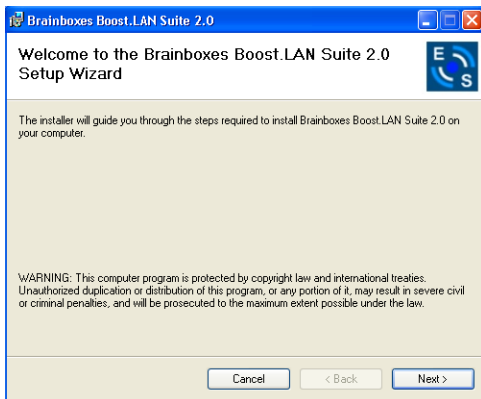 Brainboxes Boost.LAN Suite 2.0
Welcome to the Brainboxes Boost.LAN Suite 2.0
Setup Wizard
E
S
The installer will guide you through the steps required to install Brainboxes Boost.LAN Suite 2.0 on
your computer.
WARNING: This computer program is protected by copyright law and international treaties.
Unauthorized duplication or distribution of this program, or any portion of it, may result in severe civil
or criminal penalties, and will be prosecuted to the maximum extent possible under the law.
Cancel < Back Next >